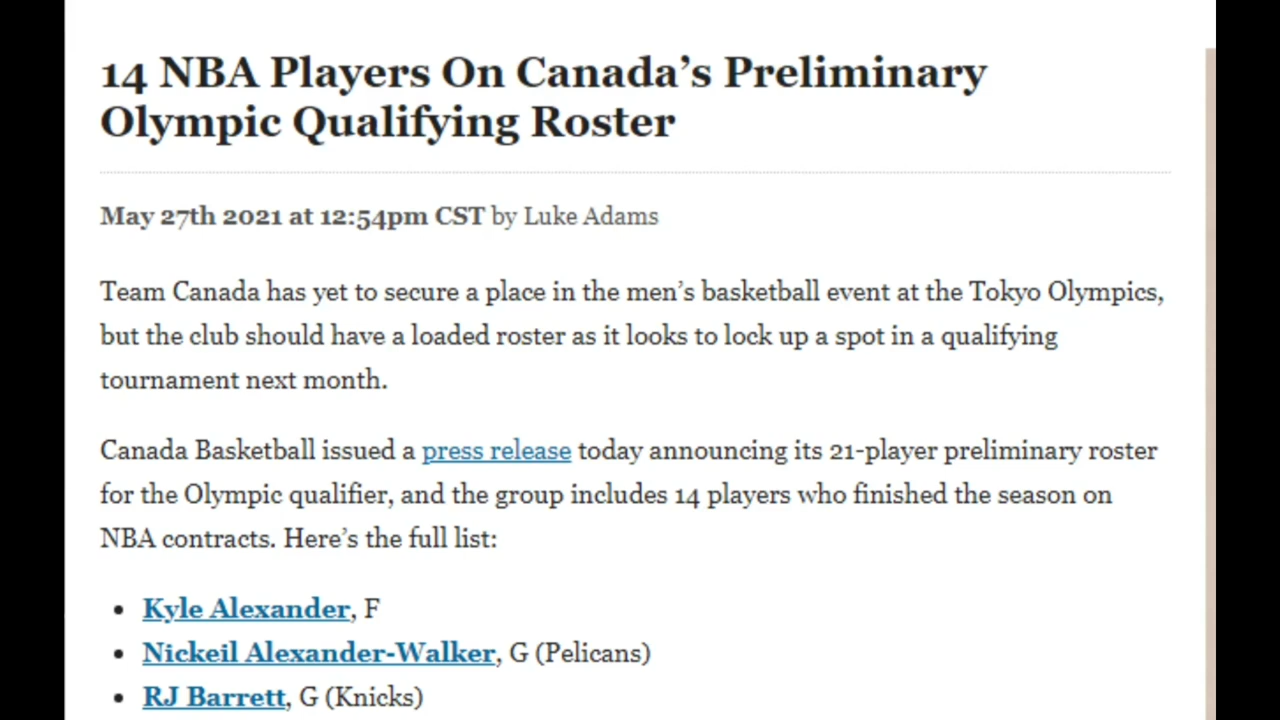 14 NBA Players On Canada’s Preliminary
Olympic Qualifying Roster
May 27th 2021 at 12:54pm CST by Luke Adams
Team Canada has yet to secure a place in the men’s basketball event at the Tokyo Olympics,
but the club should have a loaded roster as it looks to lock up a spot in a qualifying
tournament next month.
Canada Basketball issued a press release today announcing its 21-player preliminary roster
for the Olympic qualifier, and the group includes 14 players who finished the season on
NBA contracts. Here’s the full list:
• Kyle Alexander, F
• Nickeil Alexander-Walker, G (Pelicans)
• RJ Barrett, G (Knicks)